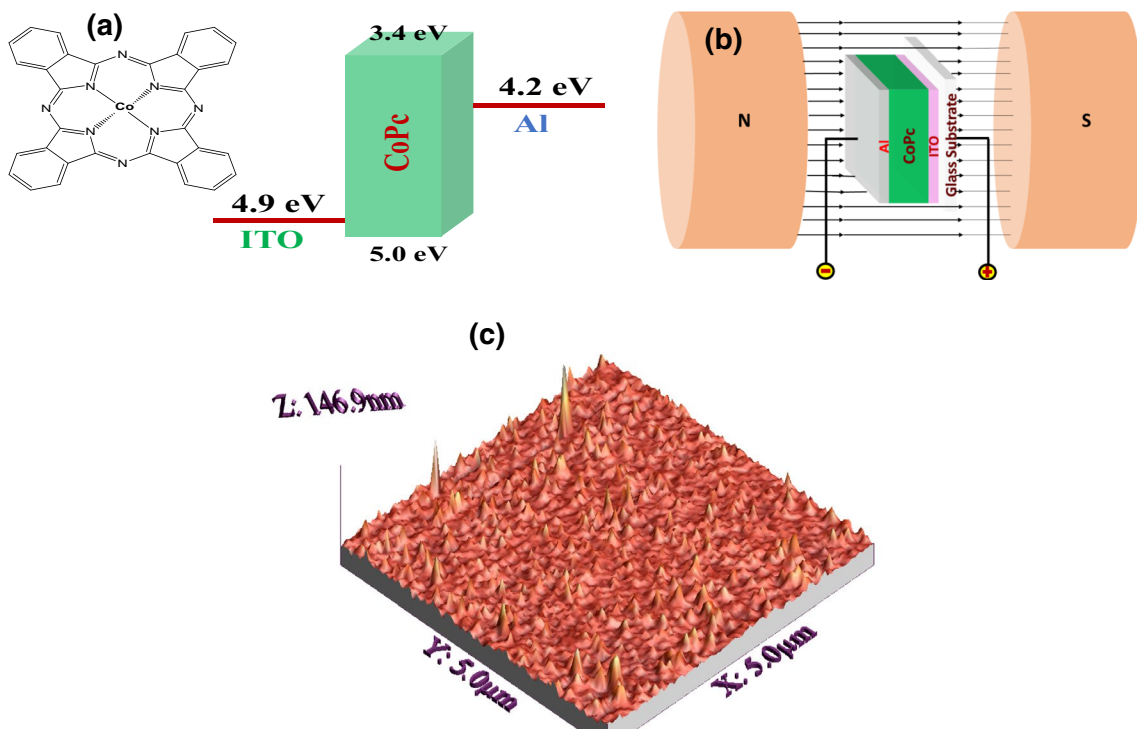 (a)
N
N
N
N
Co
N
N
N
N
3.4 eV
CoPc
5.0 eV
4.9 eV
ITO
4.2 eV
Al
(b)
N
Al
CoPc
ITO
Glass Substrate
S
−
+
(c)
Z: 146.9nm
Y: 5.0µm
X: 5.0µm